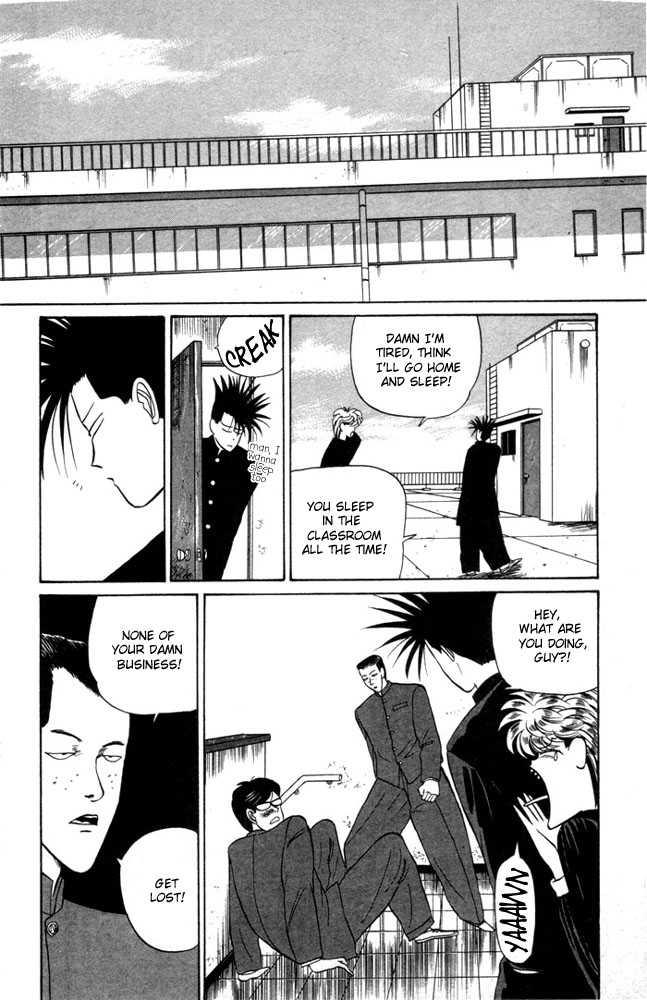 DAMN I'M
TIRED, THINK
I'LL GO HOME
AND SLEEP!
YOU SLEEP
IN THE
CLASSROOM
ALL THE TIME!
CREAK
man, I
wanna
sleep
too
HEY,
WHAT ARE
YOU DOING,
GUY?!
YAAAWN
NONE OF
YOUR DAMN
BUSINESS!
GET
LOST!